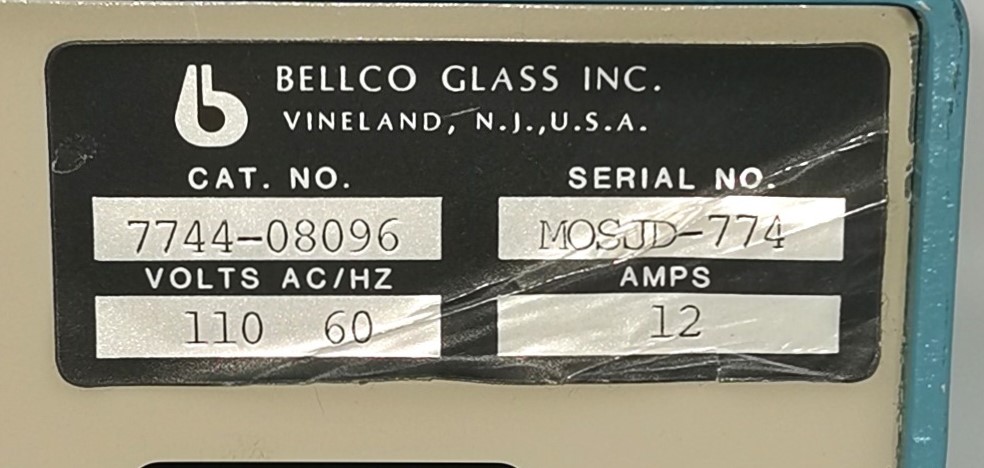 b
BELLCO GLASS INC.
VINELAND, N.J.,U.S.A.
CAT. NO. SERIAL NO.
7744-08096 MOSJD-774
VOLTS AC/HZ AMPS
110 60 12